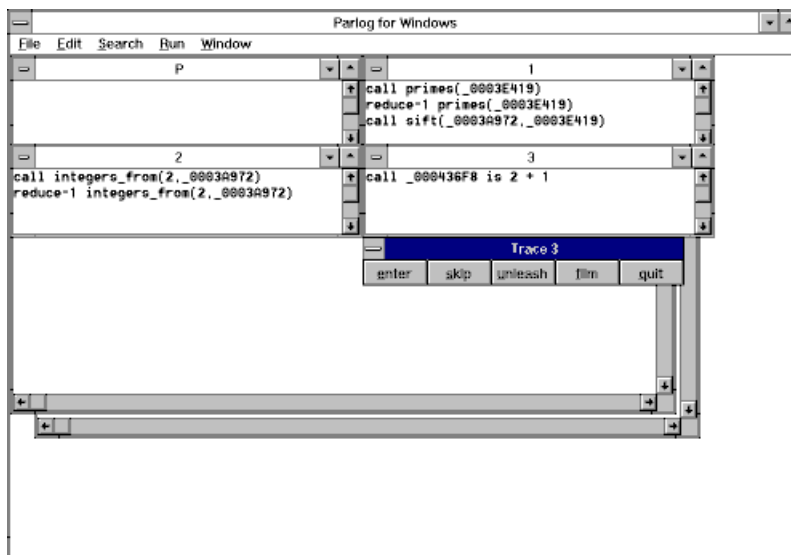 Parlog for Windows
File Edit Search Run Window
P
1
call primes(_0003E419)
reduce-1 primes(_0003E419)
call sift(_0003A972,_0003E419)
2
call integers_from(2,_0003A972)
reduce-1 integers_from(2,_0003A972)
3
call _000436F8 is 2 + 1
Trace 3
enter skip unleash film quit